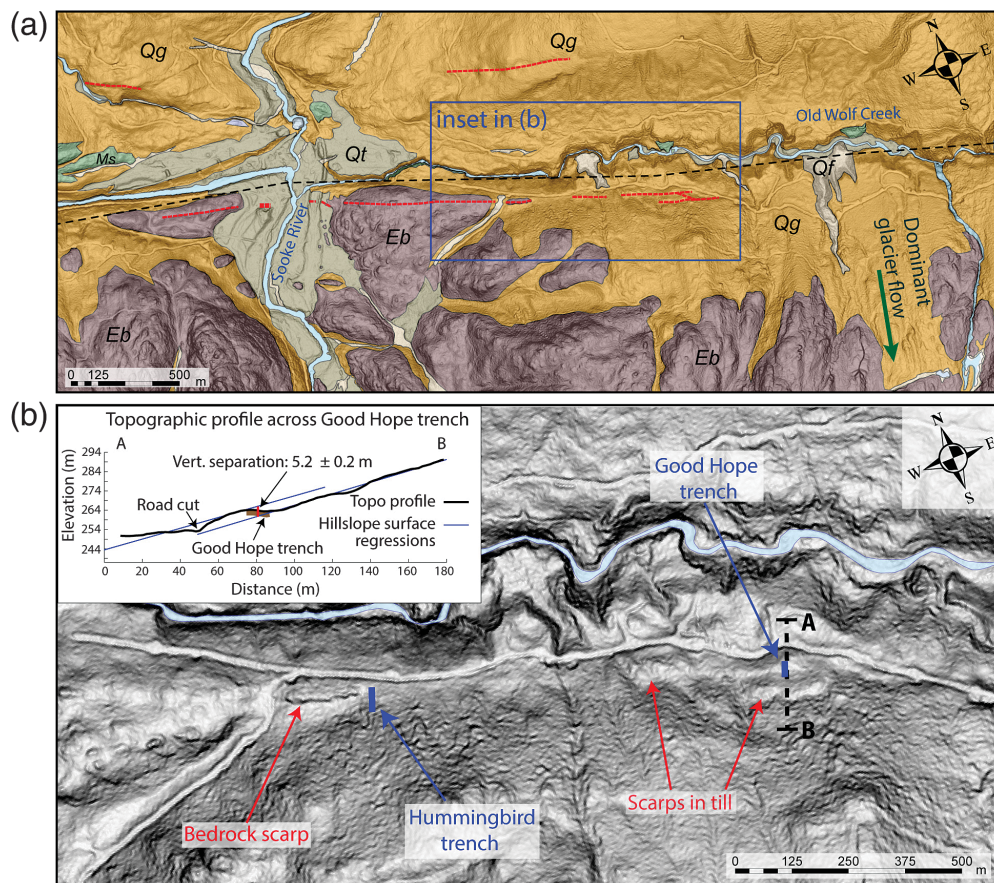 (a)
Qg
Qg
N
E
W
S
inset in (b)
Old Wolf Creek
Ms
Qt
Qf
Sooke River
Eb
Qg
Dominant
glacier flow
Eb
Eb
0 125 250 500
m
(b)
Topographic profile across Good Hope trench
A
B
Vert. separation: 5.2 ± 0.2 m
Elevation (m)
294
284
274
264
254
244
Road cut
Topo profile
Hillslope surface
regressions
Good Hope trench
0 20 40 60 80 100 120 140 160 180
Distance (m)
N
E
W
S
Good Hope
trench
A
B
Scarps in till
Bedrock scarp
Hummingbird
trench
0 125 250 375 500
m